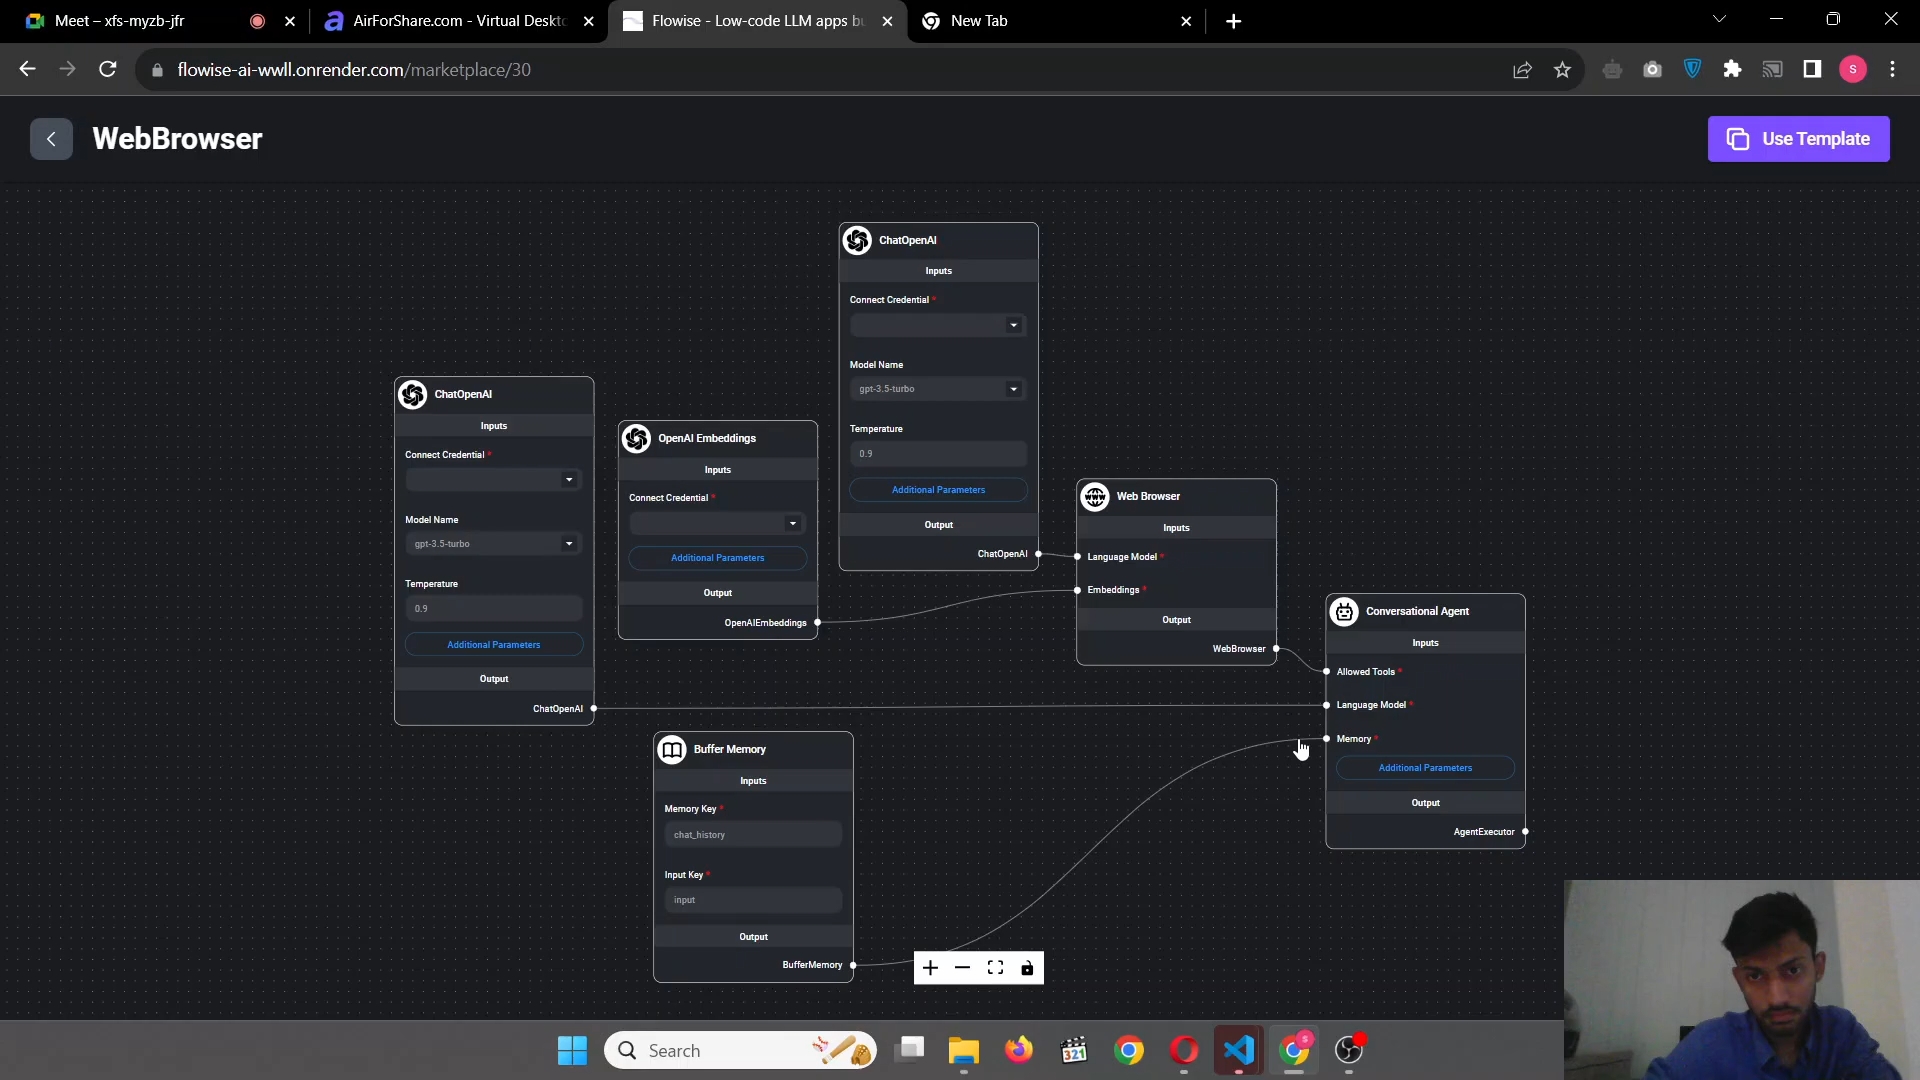 Meet – xfs-myzb-jfr
AirForShare.com - Virtual Deskto
Flowise - Low-code LLM apps bu
New Tab
flowise-ai-wwll.onrender.com/marketplace/30
S
WebBrowser
Use Template
ChatOpenAI
Inputs
Connect Credential *
Model Name
gpt-3.5-turbo
Temperature
0.9
Additional Parameters
Output
ChatOpenAI
ChatOpenAI
Inputs
Connect Credential *
Model Name
gpt-3.5-turbo
Temperature
0.9
Additional Parameters
Output
ChatOpenAI
OpenAI Embeddings
Inputs
Connect Credential *
Additional Parameters
Output
OpenAIEmbeddings
Web Browser
Inputs
Language Model *
Embeddings *
Output
WebBrowser
Conversational Agent
Inputs
Allowed Tools *
Language Model *
Memory *
Additional Parameters
Output
AgentExecutor
Buffer Memory
Inputs
Memory Key *
chat_history
Input Key *
input
Output
BufferMemory
Search
321